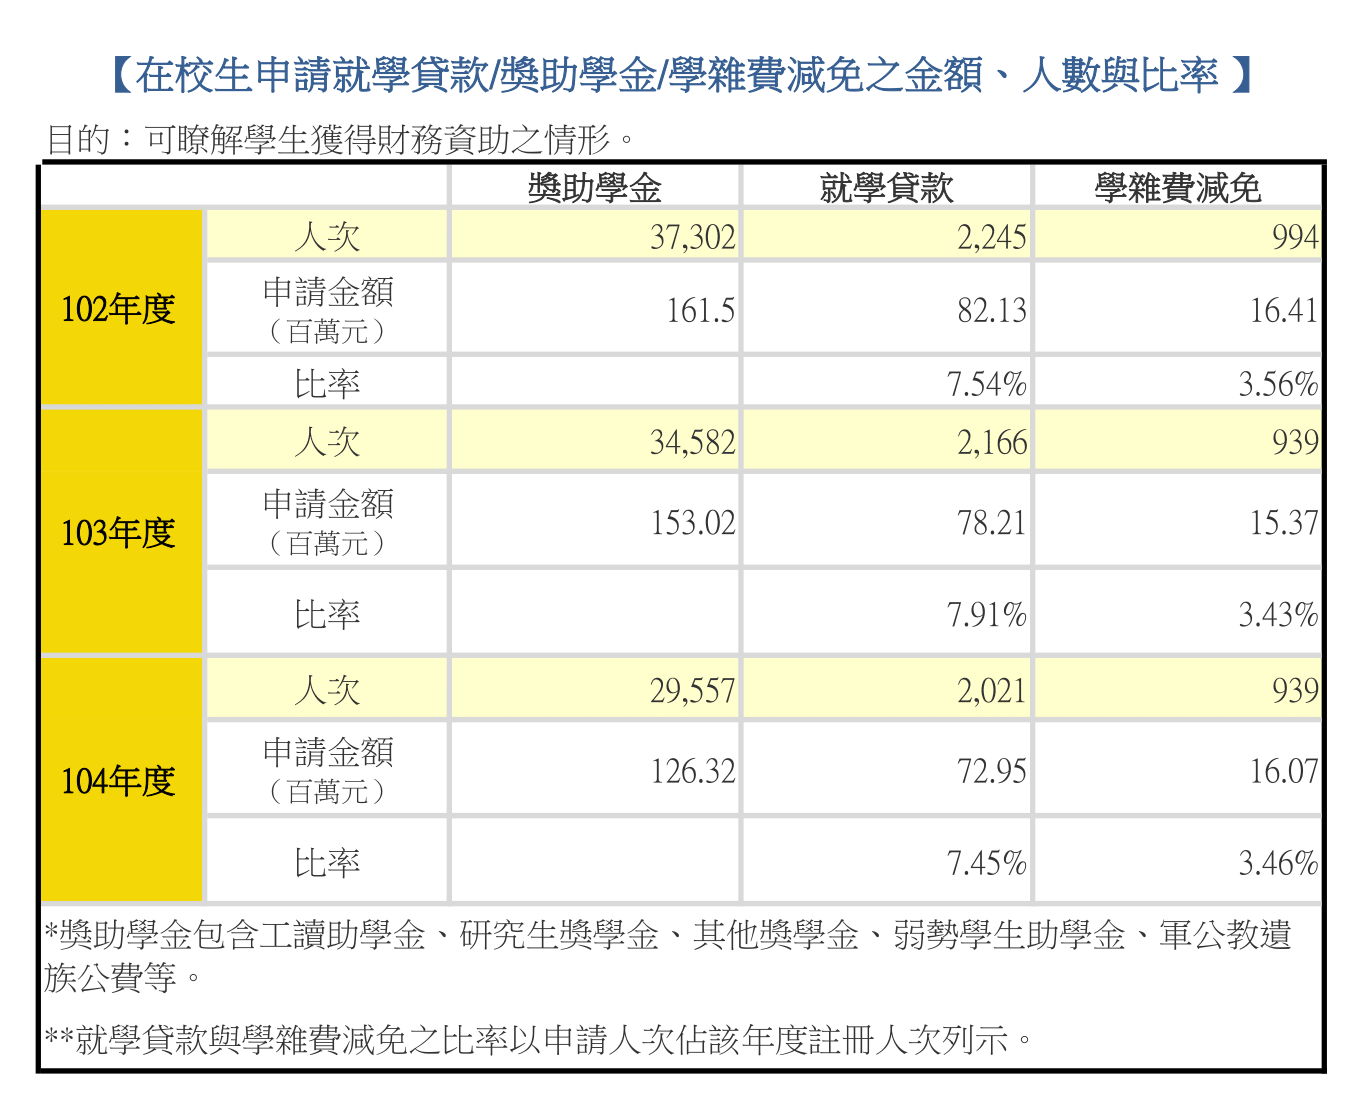 【在校生申請就學貸款/獎助學金/學雜費減免之金額、人數與比率 】
目的：可瞭解學生獲得財務資助之情形。
獎助學金 就學貸款 學雜費減免
102年度
人次 37,302 2,245 994
申請金額
（百萬元） 161.5 82.13 16.41
比率 7.54% 3.56%
103年度
人次 34,582 2,166 939
申請金額
（百萬元） 153.02 78.21 15.37
比率 7.91% 3.43%
104年度
人次 29,557 2,021 939
申請金額
（百萬元） 126.32 72.95 16.07
比率 7.45% 3.46%
*獎助學金包含工讀助學金、研究生獎學金、其他獎學金、弱勢學生助學金、軍公教遺
族公費等。
**就學貸款與學雜費減免之比率以申請人次佔該年度註冊人次列示。